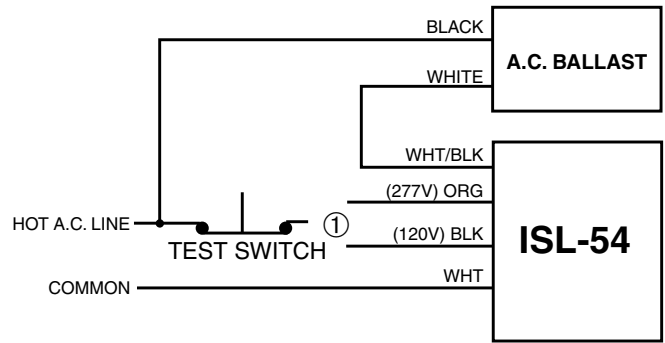 BLACK
A.C. BALLAST
WHITE
WHT/BLK
(277V) ORG
HOT A.C. LINE
①
(120V) BLK
ISL-54
TEST SWITCH
WHT
COMMON